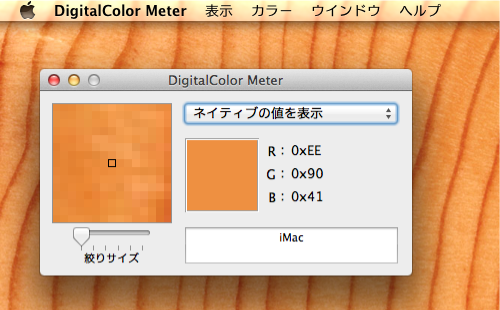 DigitalColor Meter 表示 カラー ウインドウ ヘルプ
DigitalColor Meter
ネイティブの値を表示
R: 0xEE
G: 0x90
B: 0x41
絞りサイズ
iMac